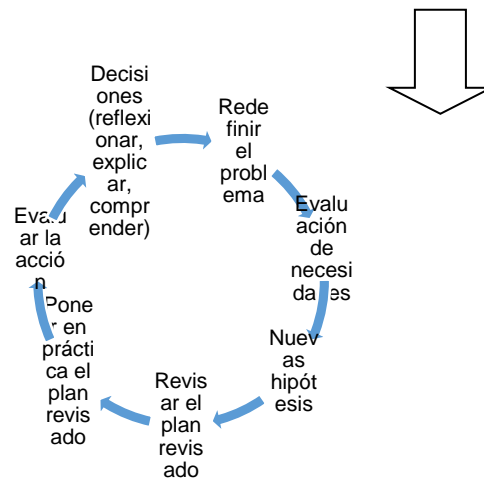 Decisi
ones
(reflexi
onar,
explic
ar,
compr
ender)
Rede
finir
el
probl
ema
Evalu
ación
de
necesi
dades
Nuev
as
hipót
esis
Revis
ar el
plan
revis
ado
Pone
r en
prácti
ca el
plan
revis
ado
Evalu
ar la
acció
n